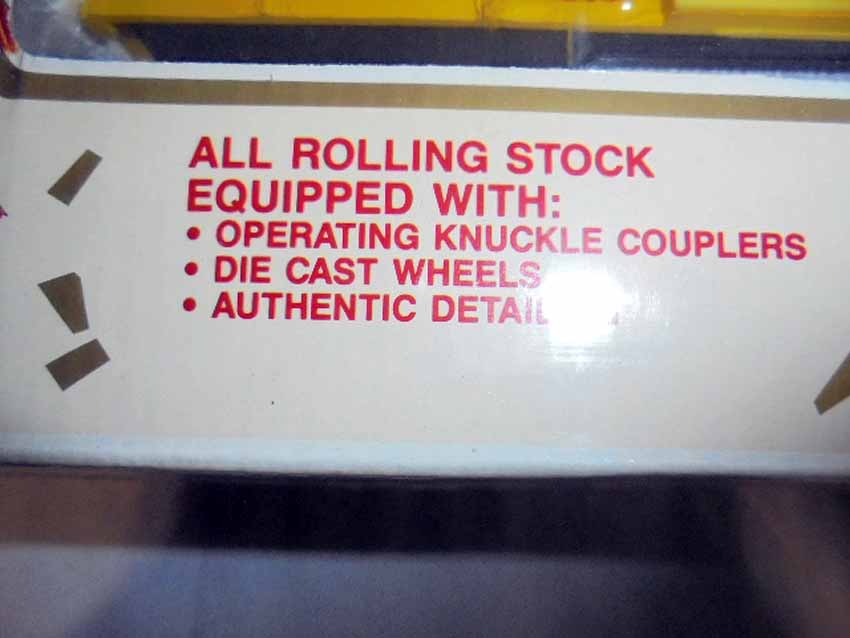 ALL ROLLING STOCK
EQUIPPED WITH:
• OPERATING KNUCKLE COUPLERS
• DIE CAST WHEELS
• AUTHENTIC